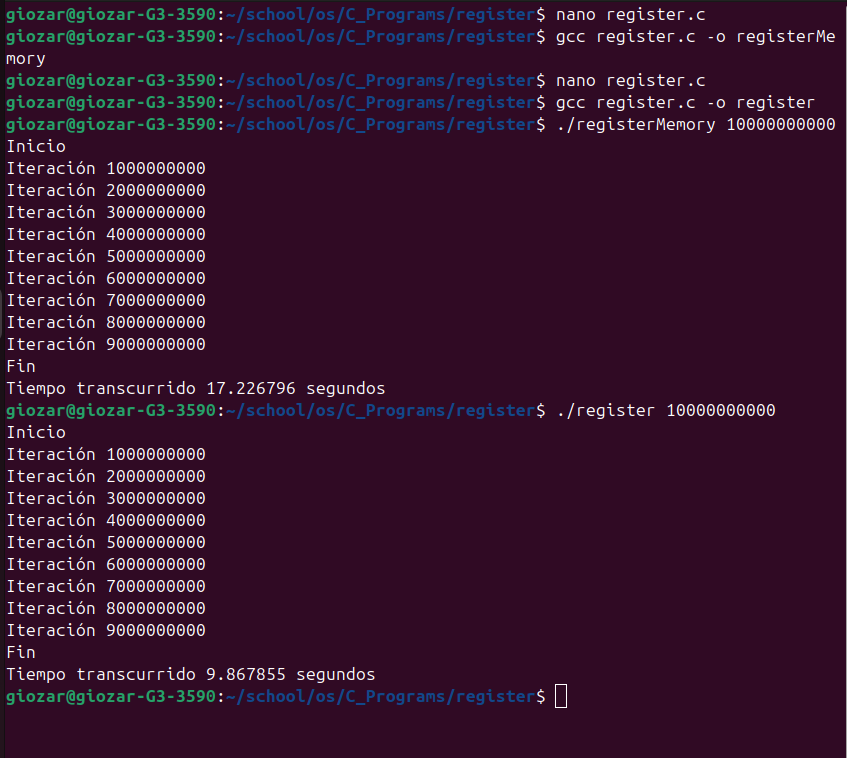 giozar@giozar-G3-3590:~/school/os/C_Programs/register$ nano register.c
giozar@giozar-G3-3590:~/school/os/C_Programs/register$ gcc register.c -o registerMe
mory
giozar@giozar-G3-3590:~/school/os/C_Programs/register$ nano register.c
giozar@giozar-G3-3590:~/school/os/C_Programs/register$ gcc register.c -o register
giozar@giozar-G3-3590:~/school/os/C_Programs/register$ ./registerMemory 10000000000
Inicio
Iteración 1000000000
Iteración 2000000000
Iteración 3000000000
Iteración 4000000000
Iteración 5000000000
Iteración 6000000000
Iteración 7000000000
Iteración 8000000000
Iteración 9000000000
Fin
Tiempo transcurrido 17.226796 segundos
giozar@giozar-G3-3590:~/school/os/C_Programs/register$ ./register 10000000000
Inicio
Iteración 1000000000
Iteración 2000000000
Iteración 3000000000
Iteración 4000000000
Iteración 5000000000
Iteración 6000000000
Iteración 7000000000
Iteración 8000000000
Iteración 9000000000
Fin
Tiempo transcurrido 9.867855 segundos
giozar@giozar-G3-3590:~/school/os/C_Programs/register$